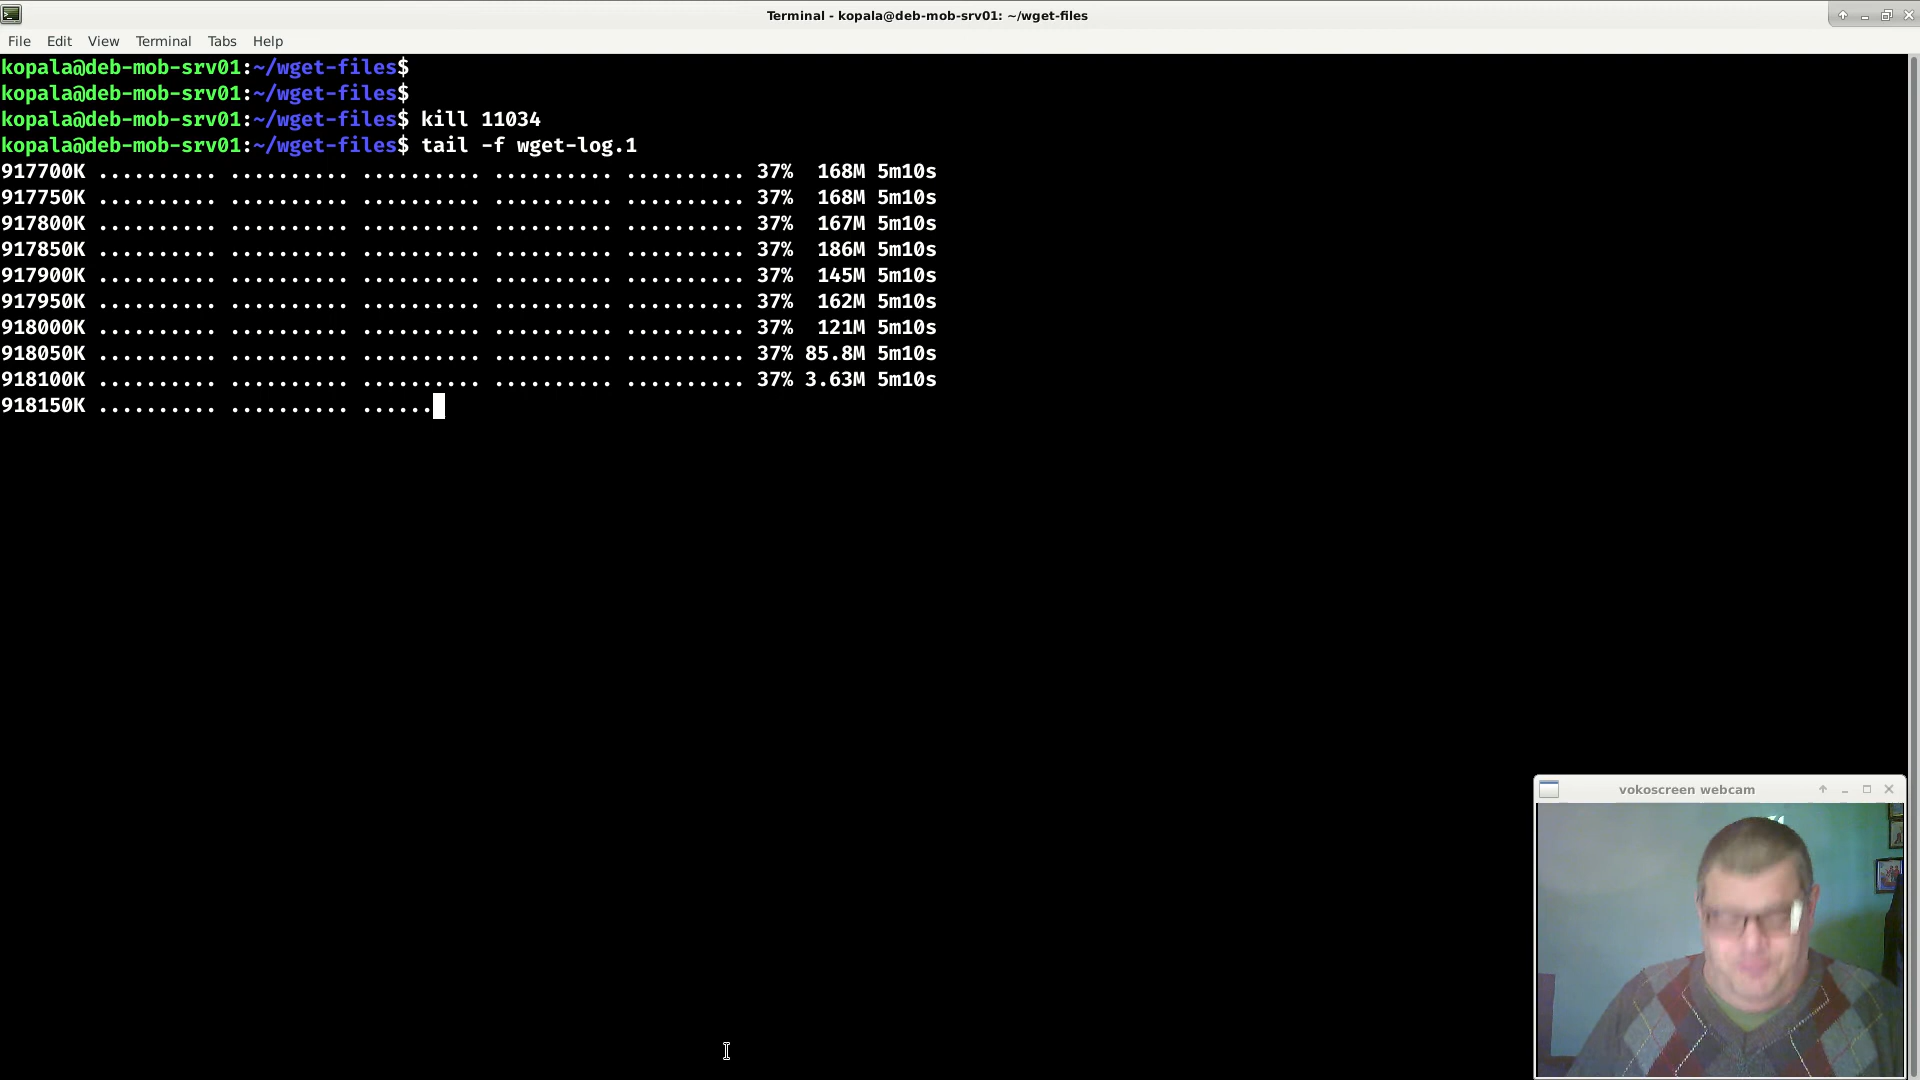 Terminal - kopala@deb-mob-srv01: ~/wget-files
File Edit View Terminal Tabs Help
kopala@deb-mob-srv01:~/wget-files$
kopala@deb-mob-srv01:~/wget-files$
kopala@deb-mob-srv01:~/wget-files$ kill 11034
kopala@deb-mob-srv01:~/wget-files$ tail -f wget-log.1
917700K .......... .......... .......... .......... .......... 37%  168M 5m10s
917750K .......... .......... .......... .......... .......... 37%  168M 5m10s
917800K .......... .......... .......... .......... .......... 37%  167M 5m10s
917850K .......... .......... .......... .......... .......... 37%  186M 5m10s
917900K .......... .......... .......... .......... .......... 37%  145M 5m10s
917950K .......... .......... .......... .......... .......... 37%  162M 5m10s
918000K .......... .......... .......... .......... .......... 37%  121M 5m10s
918050K .......... .......... .......... .......... .......... 37% 85.8M 5m10s
918100K .......... .......... .......... .......... .......... 37% 3.63M 5m10s
918150K .......... .......... ......
vokoscreen webcam